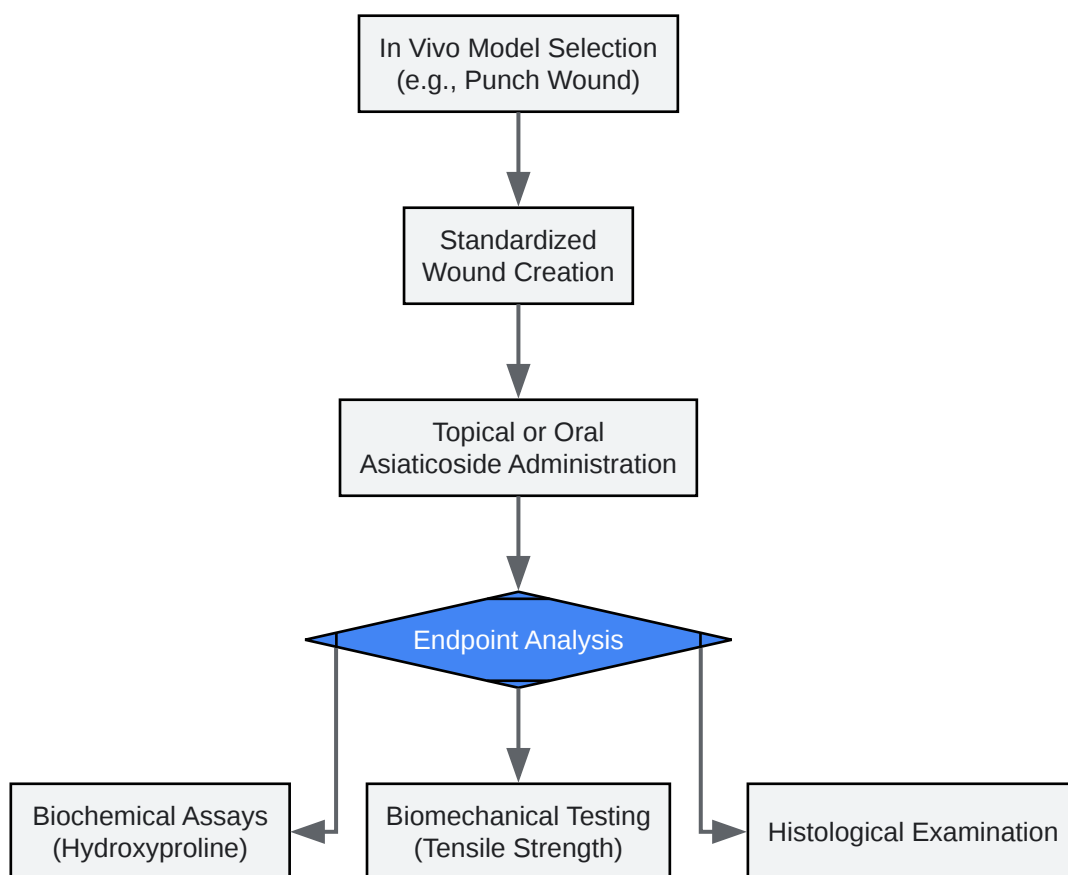 In Vivo Model Selection
(e.g., Punch Wound)
Standardized
Wound Creation
Topical or Oral
Asiaticoside Administration
Endpoint Analysis
Biochemical Assays
(Hydroxyproline)
Biomechanical Testing
(Tensile Strength)
Histological Examination